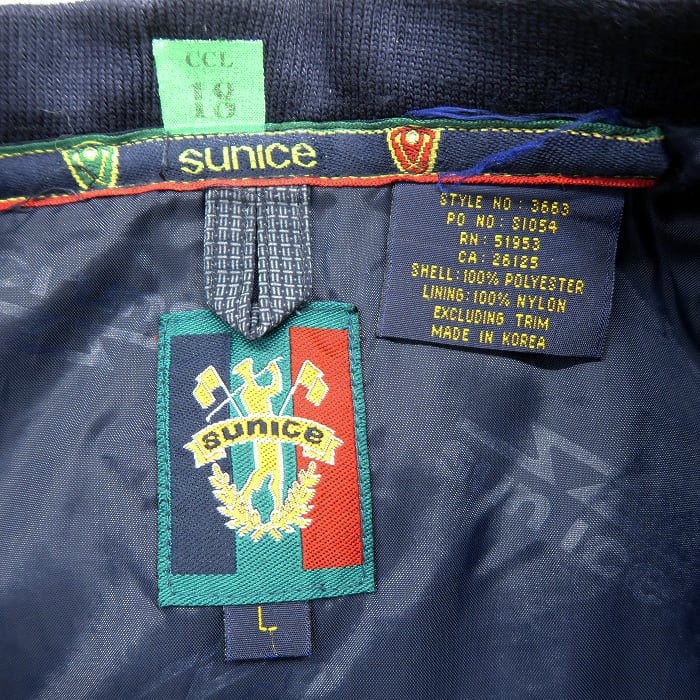 CCL
18
sunice
STYLE NO: 3663
PO NO: S1054
RN: 51953
CA: 26125
SHELL: 100% POLYESTER
LINING: 100% NYLON
EXCLUDING TRIM
MADE IN KOREA
sunice
L